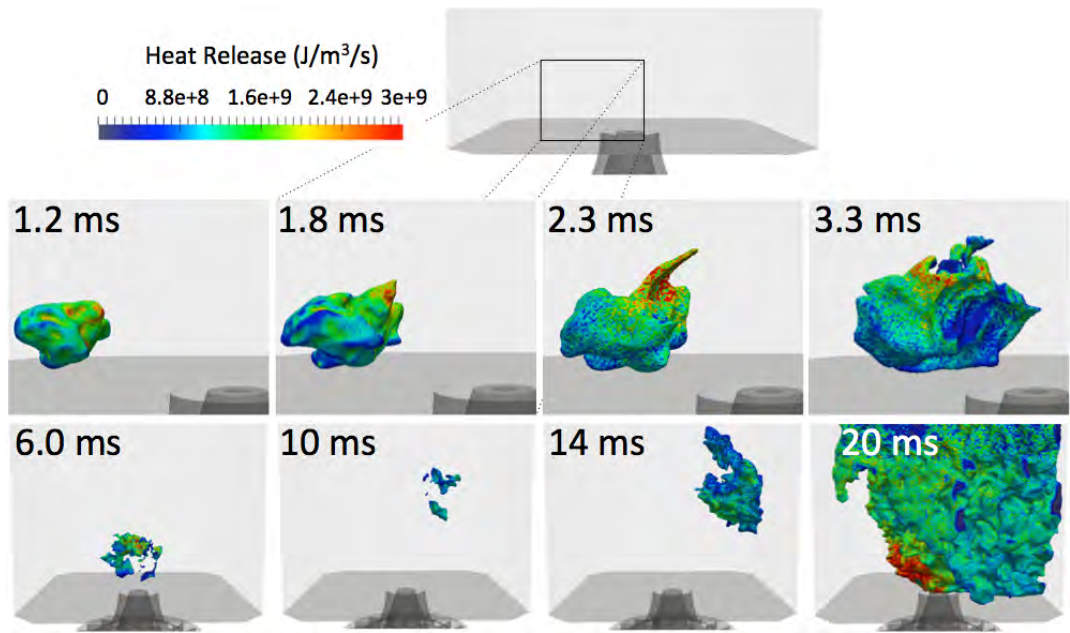 Heat Release (J/m³/s)
0 8.8e+8 1.6e+9 2.4e+9 3e+9
1.2 ms 1.8 ms 2.3 ms 3.3 ms
6.0 ms 10 ms 14 ms 20 ms